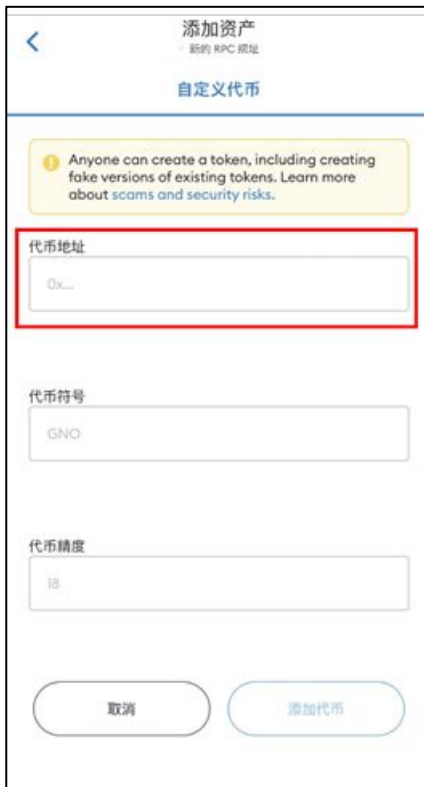 添加资产
新的 RPC 网址
自定义代币
Anyone can create a token, including creating
fake versions of existing tokens. Learn more
about scams and security risks.
代币地址
0x...
代币符号
GNO
代币精度
18
取消
添加代币